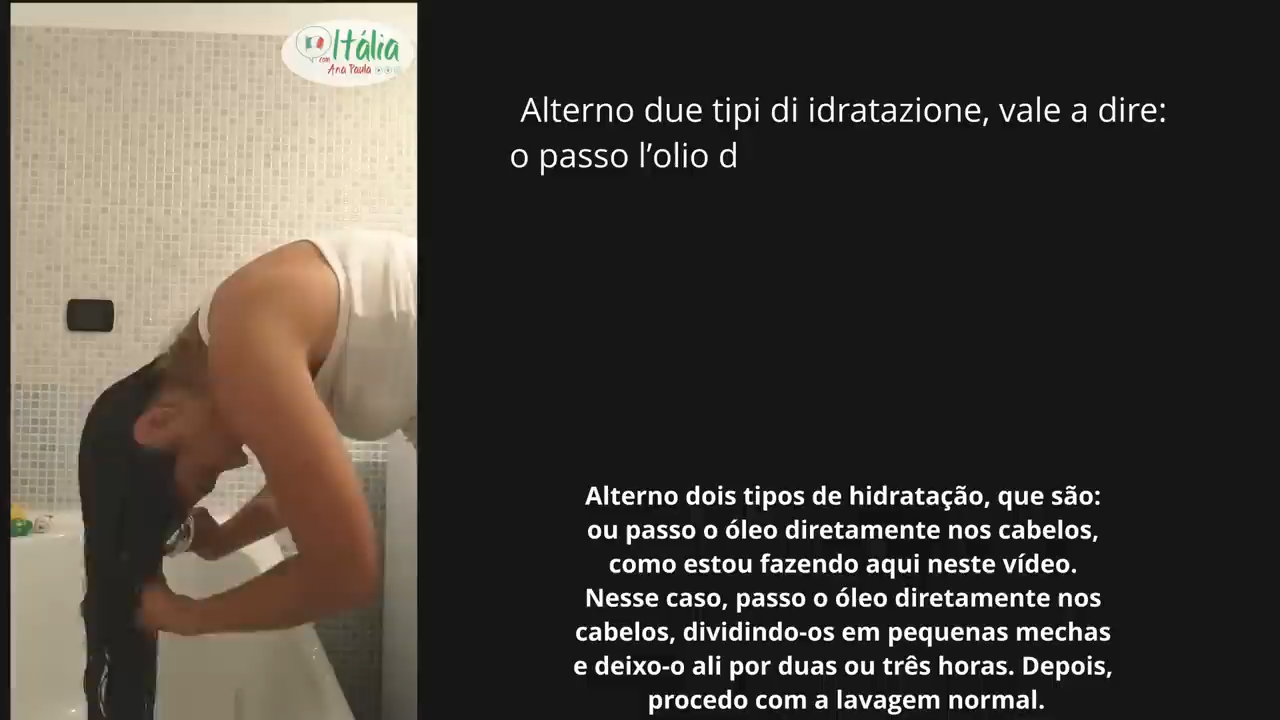 Itália
com
Ana Paula
Alterno due tipi di idratazione, vale a dire:
o passo l’olio d
Alterno dois tipos de hidratação, que são:
ou passo o óleo diretamente nos cabelos,
como estou fazendo aqui neste vídeo.
Nesse caso, passo o óleo diretamente nos
cabelos, dividindo-os em pequenas mechas
e deixo-o ali por duas ou três horas. Depois,
procedo com a lavagem normal.